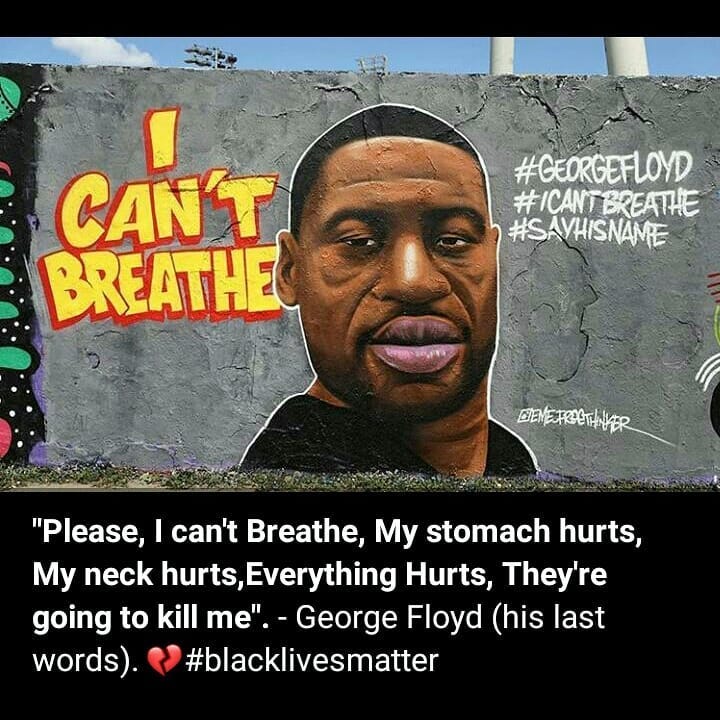 I
CAN'T
BREATHE
#GEORGEFLOYD
#ICANTBREATHE
#SAYHISNAME
@EME_FREETHINKER
"Please, I can't Breathe, My stomach hurts,
My neck hurts,Everything Hurts, They're
going to kill me". - George Floyd (his last
words). 💔#blacklivesmatter